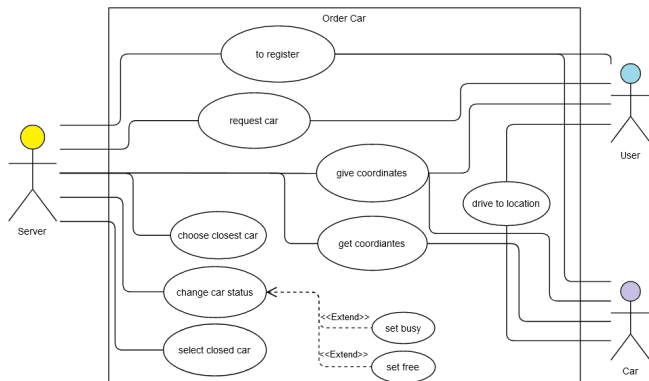 Order Car
to register
request car
User
give coordinates
drive to location
Server
choose closest car
get coordiantes
change car status
<<Extend>>
set busy
select closed car
<<Extend>>
set free
Car